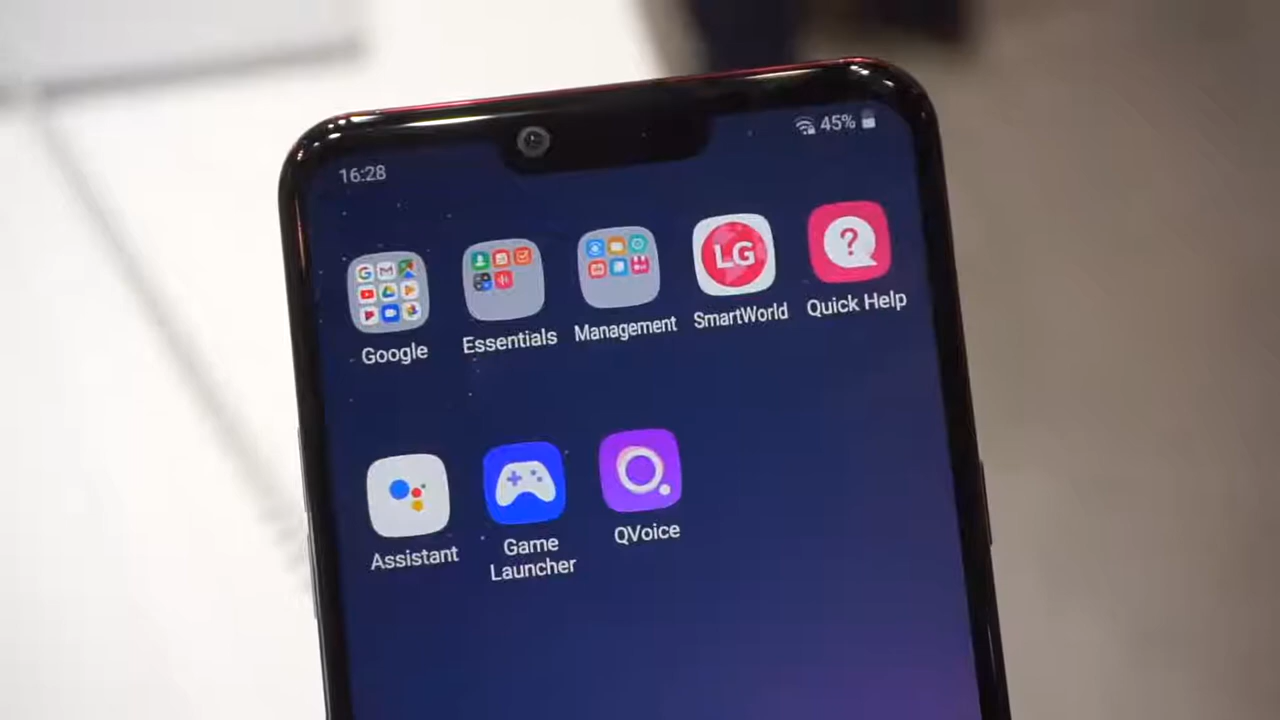 16:28
45%
Google
Essentials
Management
LG
SmartWorld
?
Quick Help
Assistant
Game
Launcher
QVoice